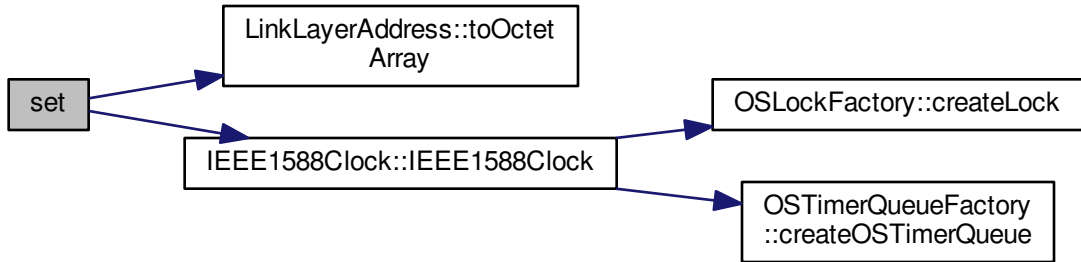 set
LinkLayerAddress::toOctet
Array
IEEE1588Clock::IEEE1588Clock
OSLockFactory::createLock
OSTimerQueueFactory
::createOSTimerQueue